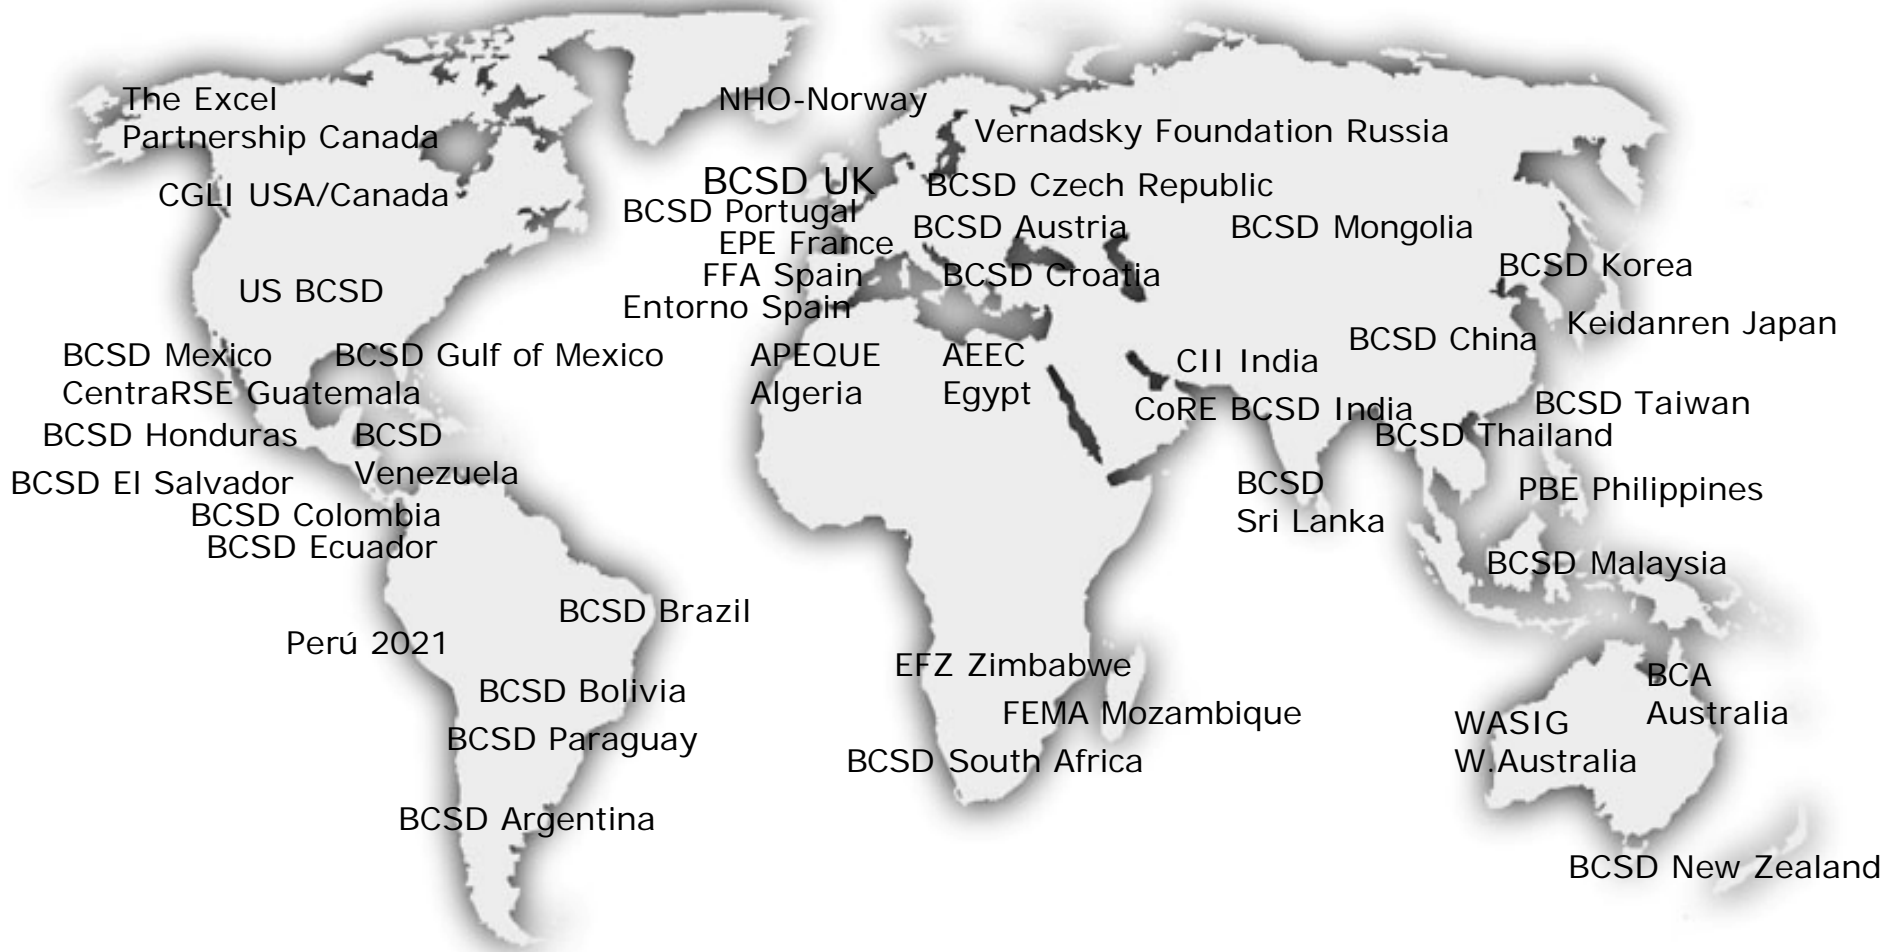 The Excel
Partnership Canada
CGLI USA/Canada
US BCSD
BCSD Mexico
BCSD Gulf of Mexico
CentraRSE Guatemala
BCSD Honduras
BCSD
Venezuela
BCSD El Salvador
BCSD Colombia
BCSD Ecuador
BCSD Brazil
Perú 2021
BCSD Bolivia
BCSD Paraguay
BCSD Argentina
NHO-Norway
Vernadsky Foundation Russia
BCSD UK
BCSD Czech Republic
BCSD Portugal
BCSD Austria
EPE France
FFA Spain
BCSD Croatia
Entorno Spain
APEQUE
Algeria
AEEC
Egypt
EFZ Zimbabwe
FEMA Mozambique
BCSD South Africa
BCSD Mongolia
BCSD Korea
Keidanren Japan
BCSD China
CII India
CoRE BCSD India
BCSD Taiwan
BCSD Thailand
BCSD
Sri Lanka
PBE Philippines
BCSD Malaysia
BCA
Australia
WASIG
W.Australia
BCSD New Zealand